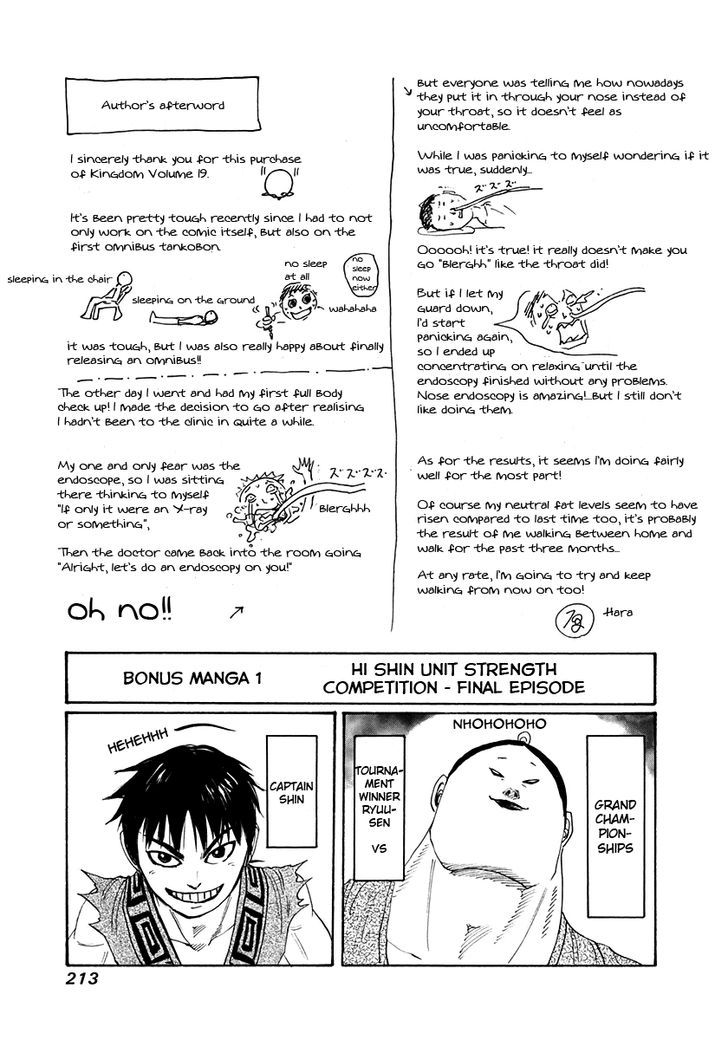 Author's afterword
I sincerely thank you for this purchase
of Kingdom Volume 19.
It's been pretty tough recently since I had to not
only work on the comic itself, but also on the
first omnibus tankobon.
sleeping in the chair
sleeping on the ground
no sleep
at all
no
sleep
now
either
wahahaha
it was tough, but I was also really happy about finally
releasing an omnibus!!
The other day I went and had my first full body
check up! I made the decision to go after realising
I hadn't been to the clinic in quite a while.
My one and only fear was the
endoscope, so I was sitting
there thinking to myself
"If only it were an X-ray
or something",
ズズズズ
Blerghhh
Then the doctor came back into the room going
"Alright, let's do an endoscopy on you!"
oh no!!
But everyone was telling me how nowadays
they put it in through your nose instead of
your throat, so it doesn't feel as
uncomfortable.
While I was panicking to myself wondering if it
was true, suddenly...
ズズズ
Oooooh! it's true! it really doesn't make you
go "Blerghh" like the throat did!
But if I let my
guard down,
I'd start
panicking again,
so I ended up
concentrating on relaxing until the
endoscopy finished without any problems.
Nose endoscopy is amazing!...But I still don't
like doing them.
As for the results, it seems I'm doing fairly
well for the most part!
Of course my neutral fat levels seem to have
risen compared to last time too, it's probably
the result of me walking between home and
walk for the past three months...
At any rate, I'm going to try and keep
walking from now on too!
Hara
BONUS MANGA 1
HI SHIN UNIT STRENGTH
COMPETITION - FINAL EPISODE
GRAND
CHAM-
PION-
SHIPS
NHOHOHOHO
TOURNA-
MENT
WINNER
RYUU-
SEN
VS
CAPTAIN
SHIN
HEHEHHH
213